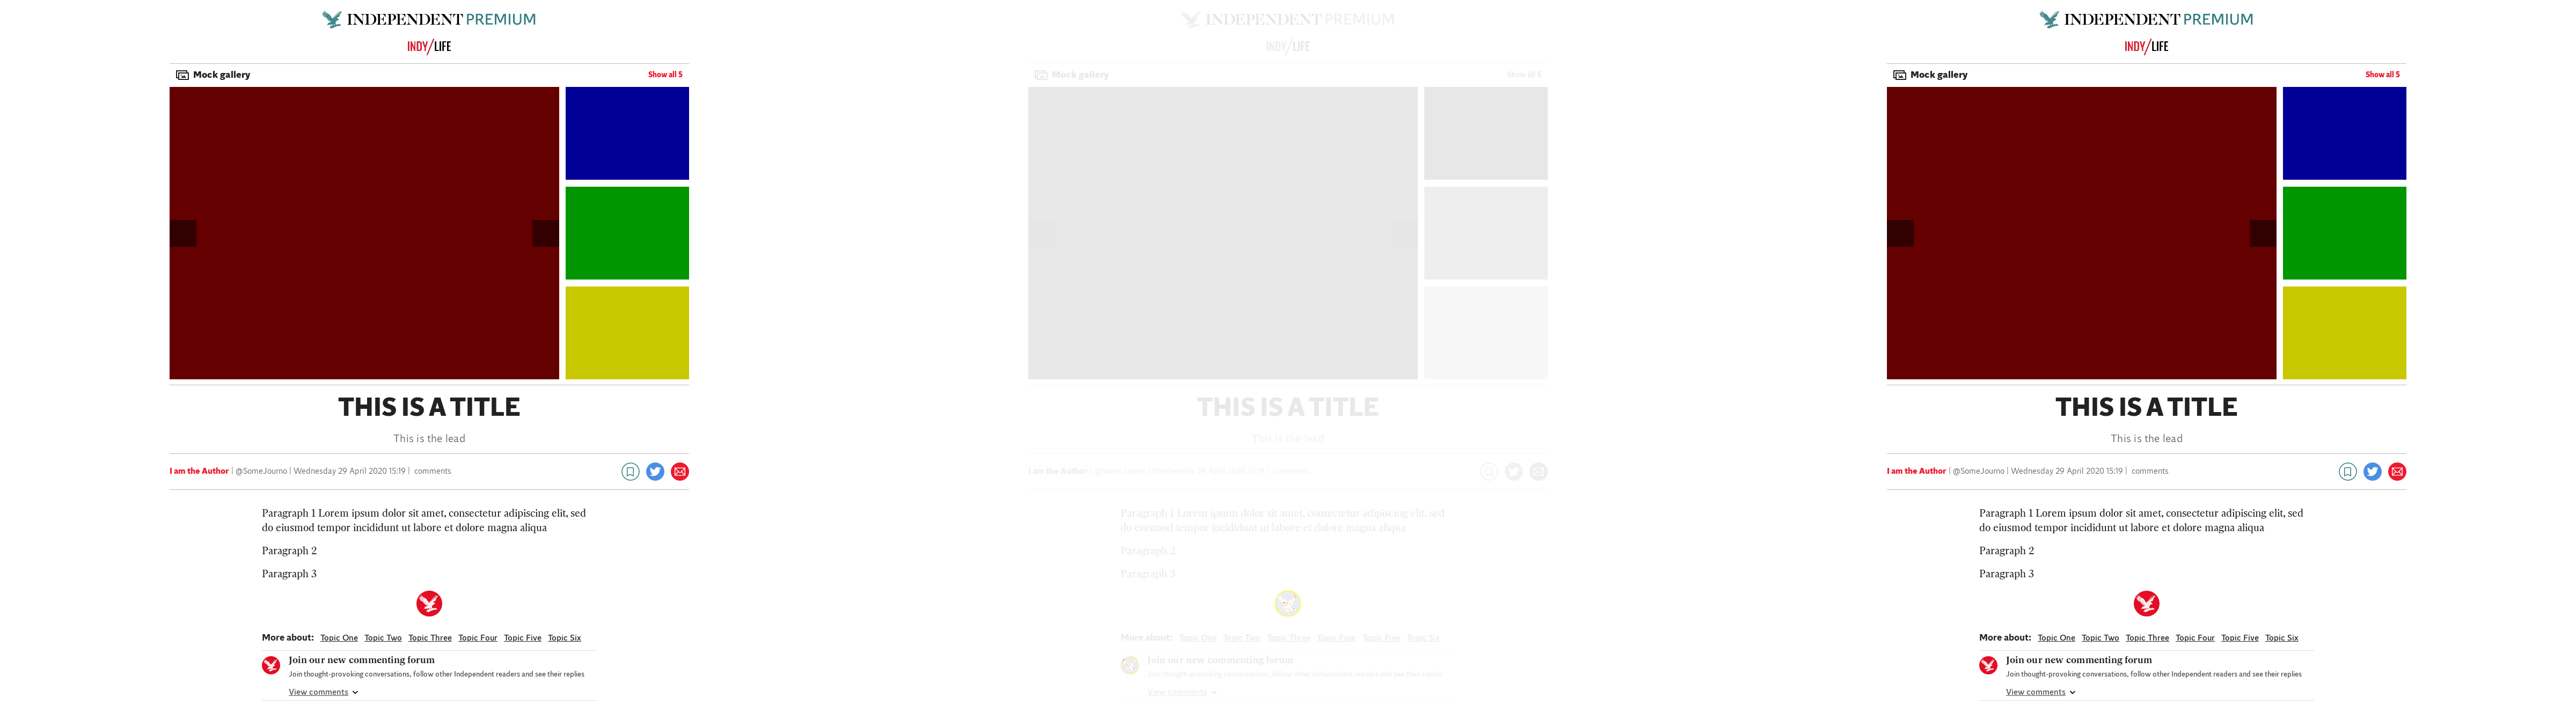 INDEPENDENT PREMIUM
INDY/LIFE
Mock gallery
Show all 5
THIS IS A TITLE
This is the lead
I am the Author | @SomeJourno | Wednesday 29 April 2020 15:19 | comments
Paragraph 1 Lorem ipsum dolor sit amet, consectetur adipiscing elit, sed
do eiusmod tempor incididunt ut labore et dolore magna aliqua
Paragraph 2
Paragraph 3
More about: Topic One Topic Two Topic Three Topic Four Topic Five Topic Six
Join our new commenting forum
Join thought-provoking conversations, follow other Independent readers and see their replies
View comments
INDEPENDENT PREMIUM
INDY/LIFE
Mock gallery
Show all 5
THIS IS A TITLE
This is the lead
I am the Author | @SomeJourno | Wednesday 29 April 2020 15:19 | comments
Paragraph 1 Lorem ipsum dolor sit amet, consectetur adipiscing elit, sed
do eiusmod tempor incididunt ut labore et dolore magna aliqua
Paragraph 2
Paragraph 3
More about: Topic One Topic Two Topic Three Topic Four Topic Five Topic Six
Join our new commenting forum
Join thought-provoking conversations, follow other Independent readers and see their replies
View comments
INDEPENDENT PREMIUM
INDY/LIFE
Mock gallery
Show all 5
THIS IS A TITLE
This is the lead
I am the Author | @SomeJourno | Wednesday 29 April 2020 15:19 | comments
Paragraph 1 Lorem ipsum dolor sit amet, consectetur adipiscing elit, sed
do eiusmod tempor incididunt ut labore et dolore magna aliqua
Paragraph 2
Paragraph 3
More about: Topic One Topic Two Topic Three Topic Four Topic Five Topic Six
Join our new commenting forum
Join thought-provoking conversations, follow other Independent readers and see their replies
View comments